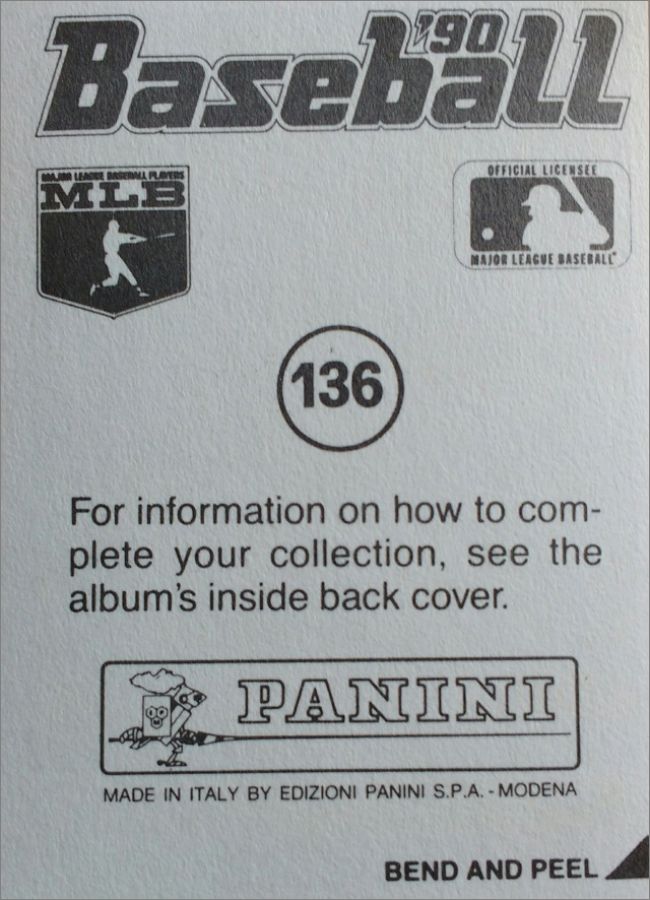 '90
Baseball
MAJOR LEAGUE BASEBALL PLAYERS
MLB
OFFICIAL LICENSEE
MAJOR LEAGUE BASEBALL
136
For information on how to com-
plete your collection, see the
album's inside back cover.
PANINI
MADE IN ITALY BY EDIZIONI PANINI S.P.A. - MODENA
BEND AND PEEL